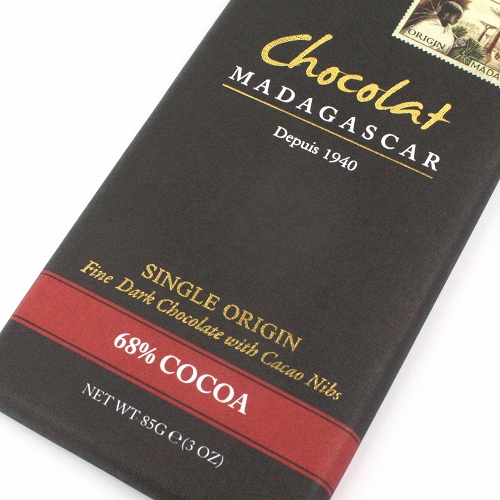 Chocolat
MADAGASCAR
Depuis 1940
ORIGIN
SINGLE ORIGIN
Fine Dark Chocolate with Cacao Nibs
68% COCOA
NET WT 85G ℮ (3 OZ)